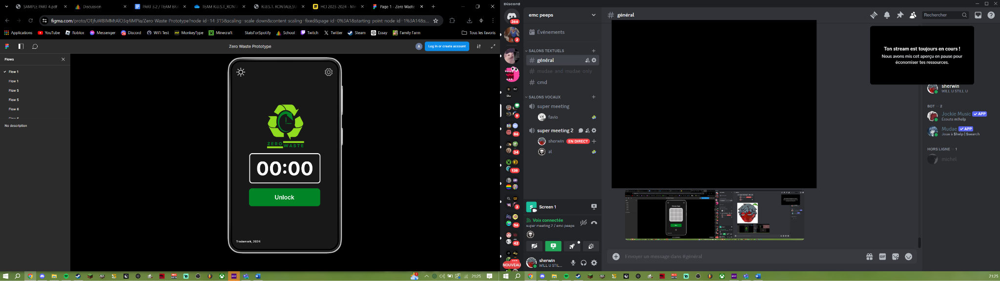 SAMPLE PART 4.pdf
Discussion
PART 3.2 / TEAM BRA
TEAM R.U.S.T_RONT
R.U.S.T. RONTALE,SU
HCI 2023-2024 - Mi
Page 1 - Zero Waste
figma.com/proto/OTjfuWBIMMtAlO3q4iMPia/Zero-Waste-Prototype?node-id=14-315&scaling=scale-down&content-scaling=fixed&page-id=0%3A1&starting-point-node-id=1%3A14&s...
Applications
YouTube
Roblox
Messenger
Discord
WiFi Test
MonkeyType
Minecraft
StatsForSpotify
School
Twitch
Twitter
Steam
Essay
Family Farm
Tous les favoris
Zero Waste Prototype
A
Log in or create account
Flows
Flow 1
Flow 1
Flow 5
Flow 5
Flow 6
No description
ZERO WASTE
00:00
Unlock
Trademark, 2024
21:25
Discord
366
2
9
86
34
138
3
56
42
NOUVEAU
emc peeps
Événements
SALONS TEXTUELS
général
mudae and mudae only
cmd
SALONS VOCAUX
super meeting
favio
super meeting 2
sherwin EN DIRECT
al
Screen 1
Voix connectée
super meeting 2 / emc peeps
sherwin
WILL U STIL...
général
Envoyer un message dans #général
GIF
Rechercher
Ton stream est toujours en cours !
Nous avons mis cet aperçu en pause pour
économiser tes ressources.
sherwin
WILL U STILL U
BOT — 2
Jockie Music APP
Écoute m!help
Mudae APP
Joue à $help | $search
HORS LIGNE — 1
michel
21:25